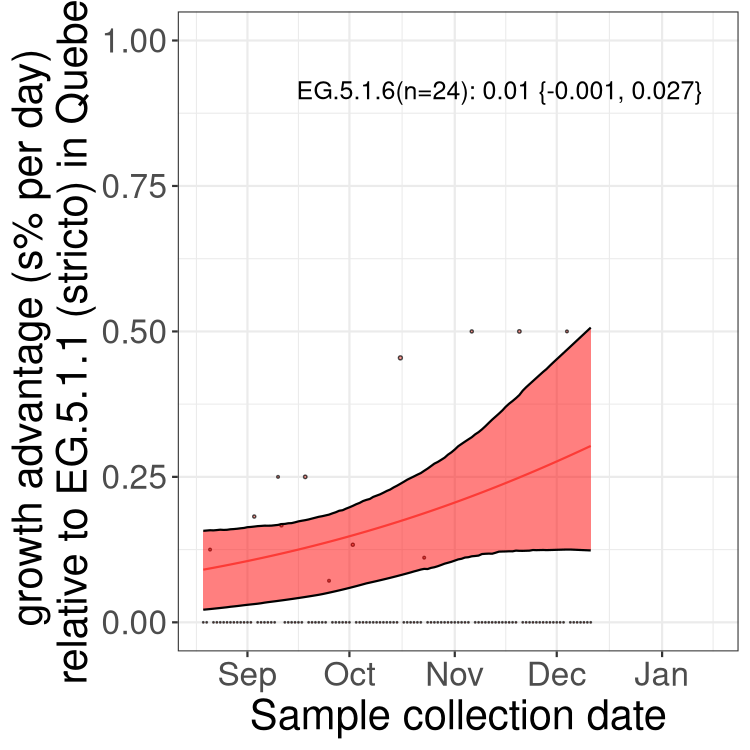 growth advantage (s% per day)
relative to EG.5.1.1 (stricto) in Quebe
1.00
0.75
0.50
0.25
0.00
EG.5.1.6(n=24): 0.01 {-0.001, 0.027}
Sep Oct Nov Dec Jan
Sample collection date